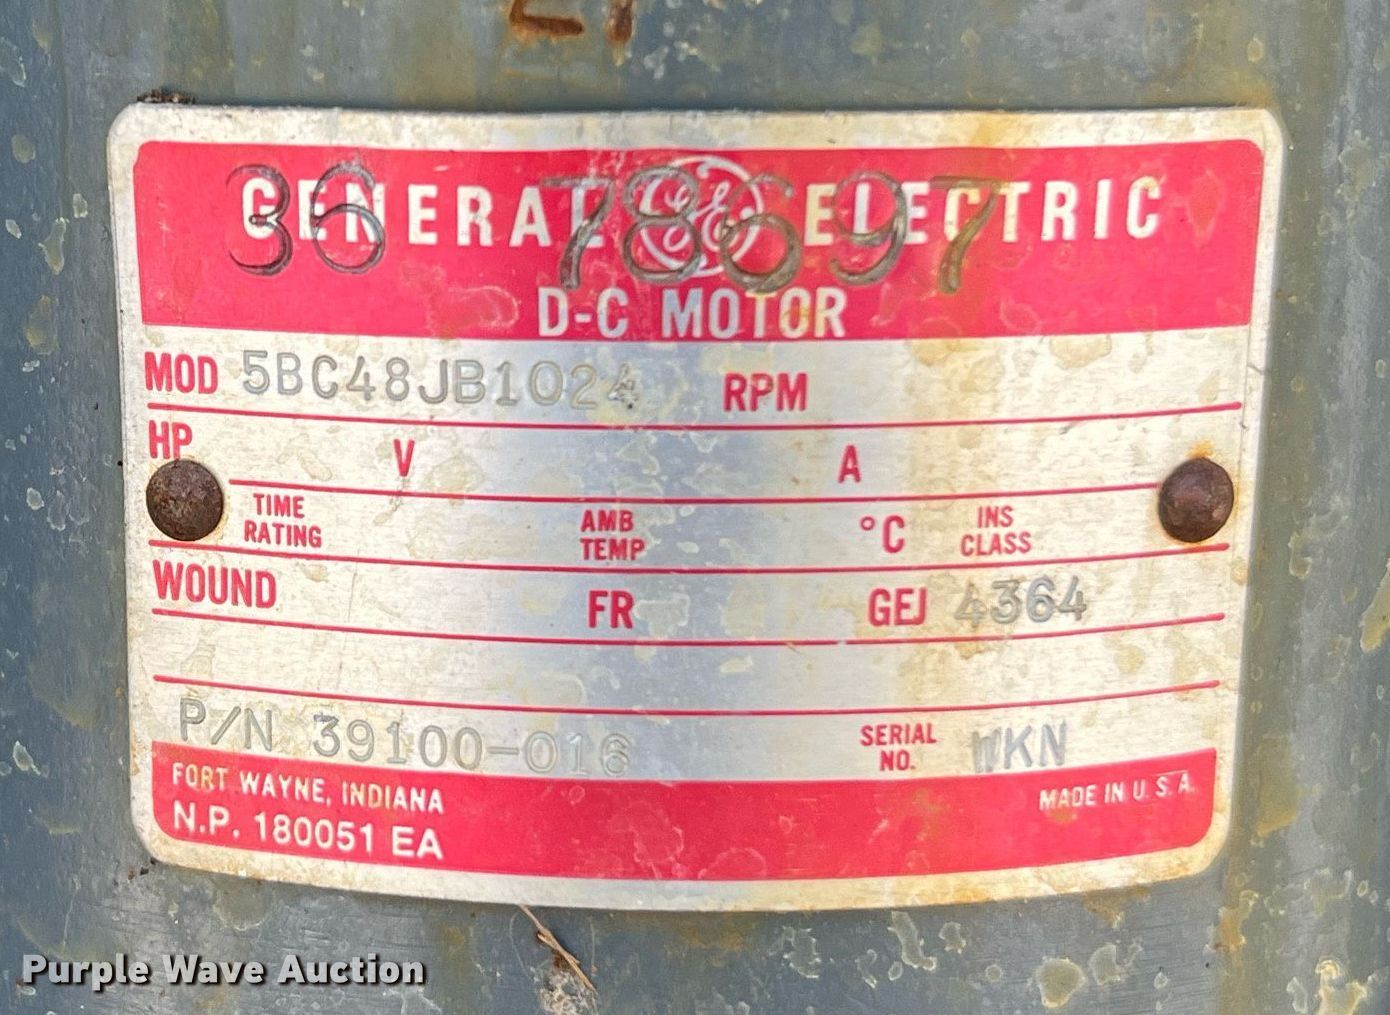 36 78697
GENERAL GE ELECTRIC
D-C MOTOR
MOD 5BC48JB1024 RPM
HP V A
TIME RATING AMB TEMP °C INS CLASS
WOUND FR GEJ 4364
P/N 39100-016 SERIAL NO. WKN
FORT WAYNE, INDIANA MADE IN U.S.A.
N.P. 180051 EA
Purple Wave Auction